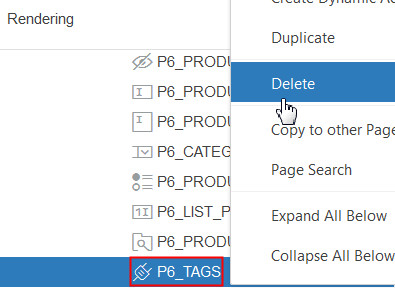 Rendering
P6_PRODU
P6_PRODU
P6_PRODU
P6_CATEG
P6_PRODU
P6_LIST_P
P6_PRODU
P6_TAGS
Create Dynamic Ac
Duplicate
Delete
Copy to other Page
Page Search
Expand All Below
Collapse All Below